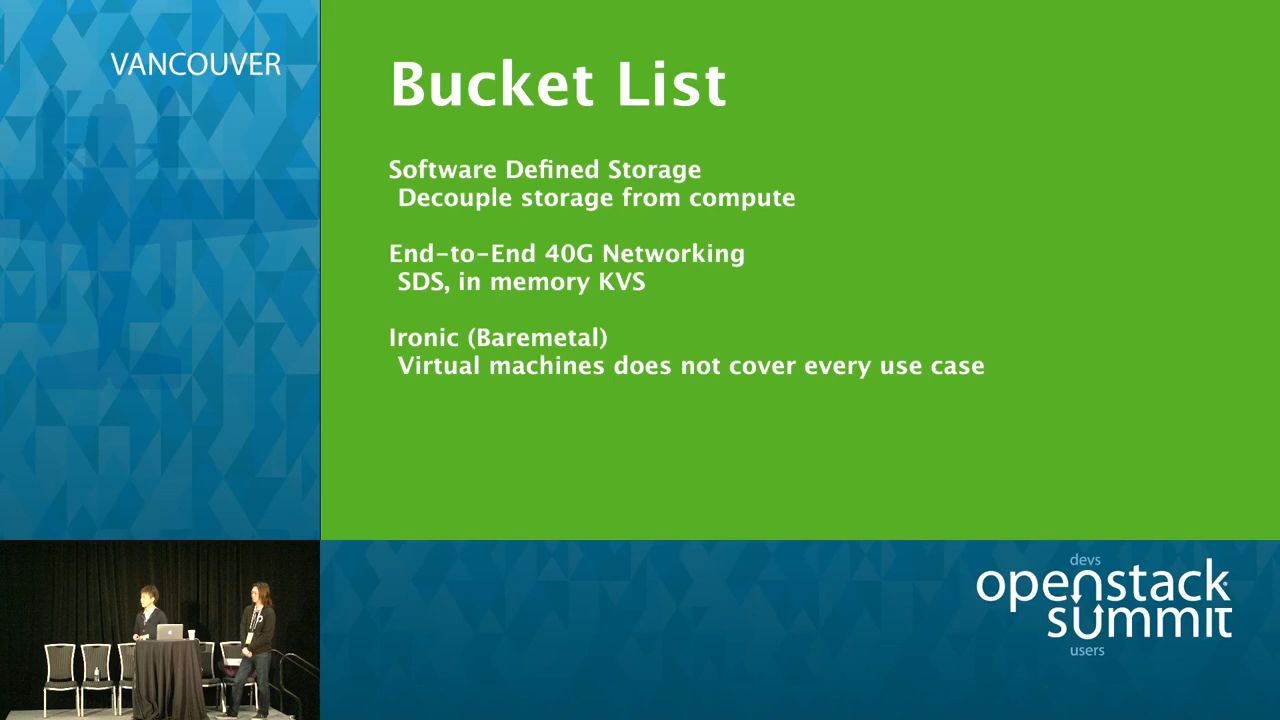 VANCOUVER
Bucket List
Software Defined Storage
Decouple storage from compute
End-to-End 40G Networking
SDS, in memory KVS
Ironic (Baremetal)
Virtual machines does not cover every use case
devs
openstack
summit
users